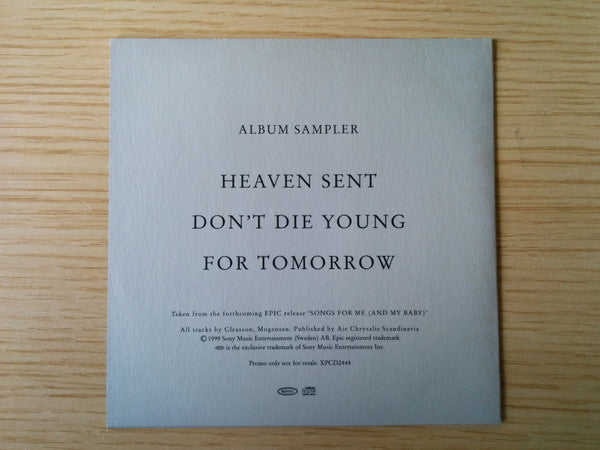 ALBUM SAMPLER
HEAVEN SENT
DON'T DIE YOUNG
FOR TOMORROW
Taken from the forthcoming EPIC release 'SONGS FOR ME (AND MY BABY)'
All tracks by Cleasson, Mogensen. Published by Air Chrysalis Scandinavia
© 1999 Sony Music Entertainment (Sweden) AB. Epic registered trademark
is the exclusive trademark of Sony Music Entertainment Inc.
Promo only not for resale. XPCD2444
epic